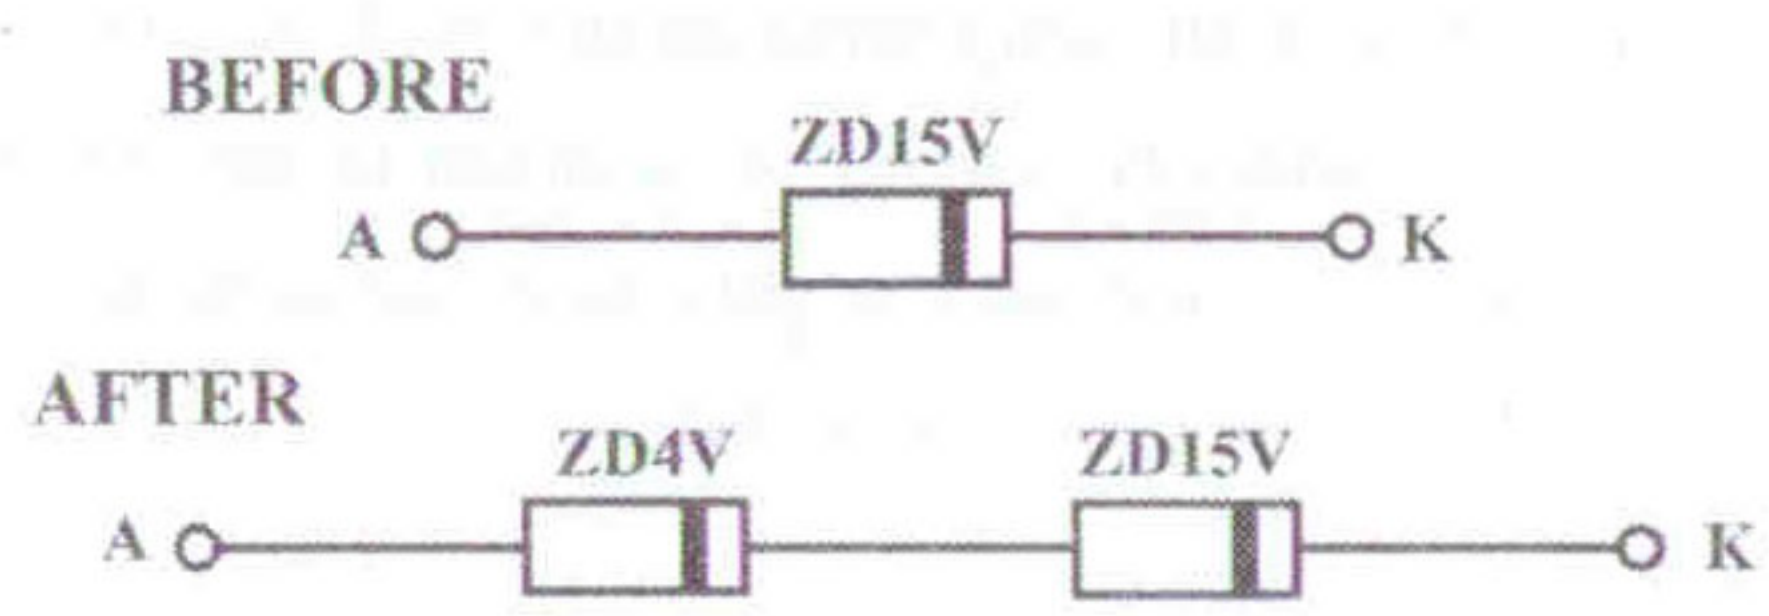 BEFORE
ZD15V
A K
AFTER
ZD4V ZD15V
A K